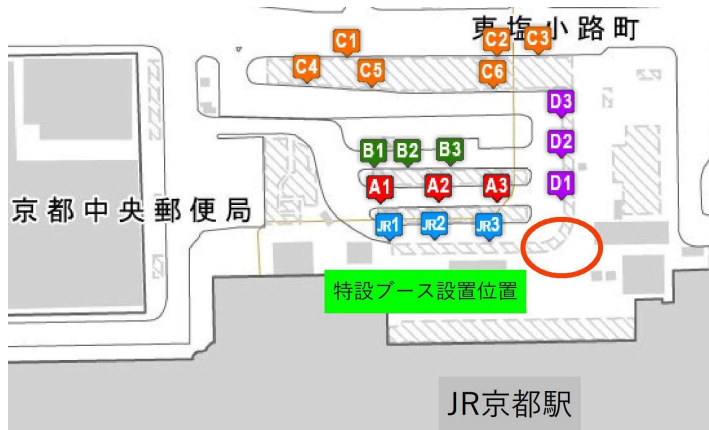 東塩小路町
C1
C2
C3
C4
C5
C6
D3
D2
D1
B1
B2
B3
A1
A2
A3
京都中央郵便局
JR1
JR2
JR3
特設ブース設置位置
JR京都駅